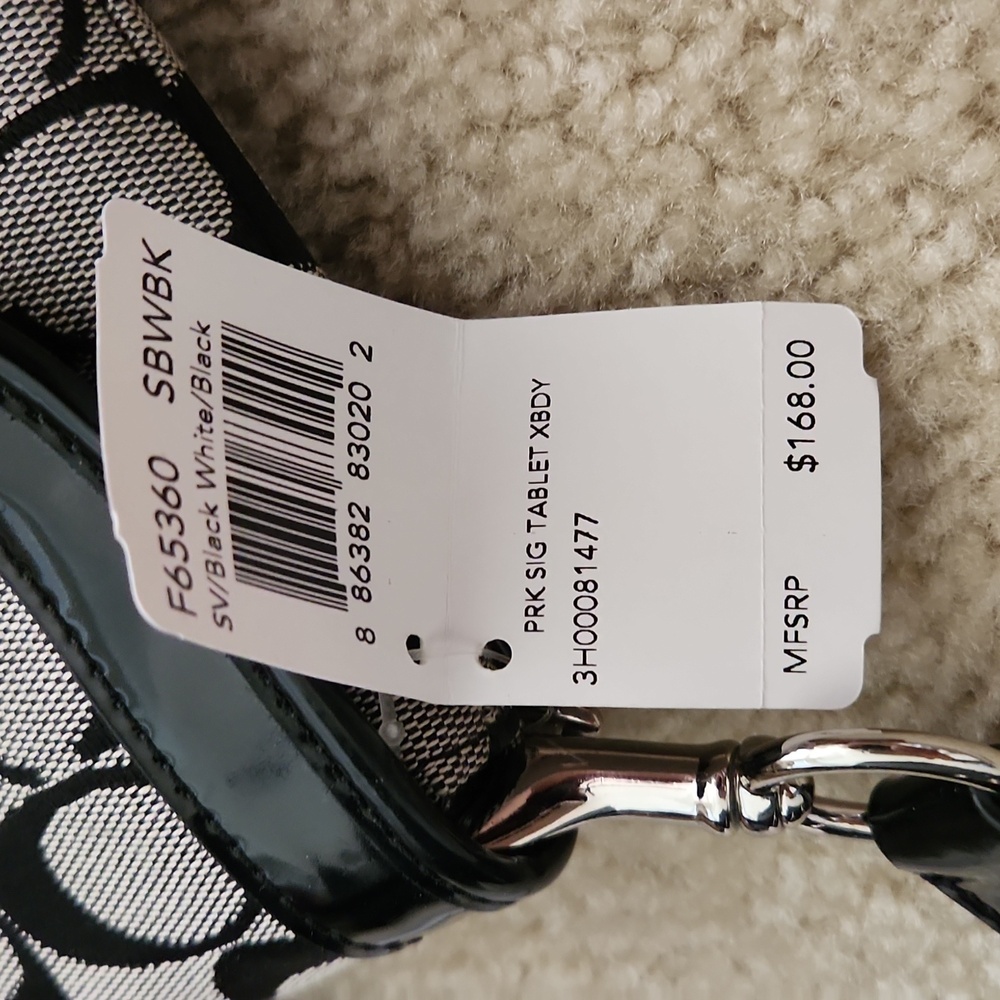 F65360 SBWBK
SV/Black White/Black
8 86382 83020 2
PRK SIG TABLET XBDY
3H00081477
MFSRP $168.00